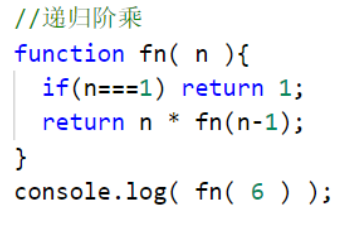 //递归阶乘
function fn( n ){
  if(n===1) return 1;
  return n * fn(n-1);
}
console.log( fn( 6 ) );